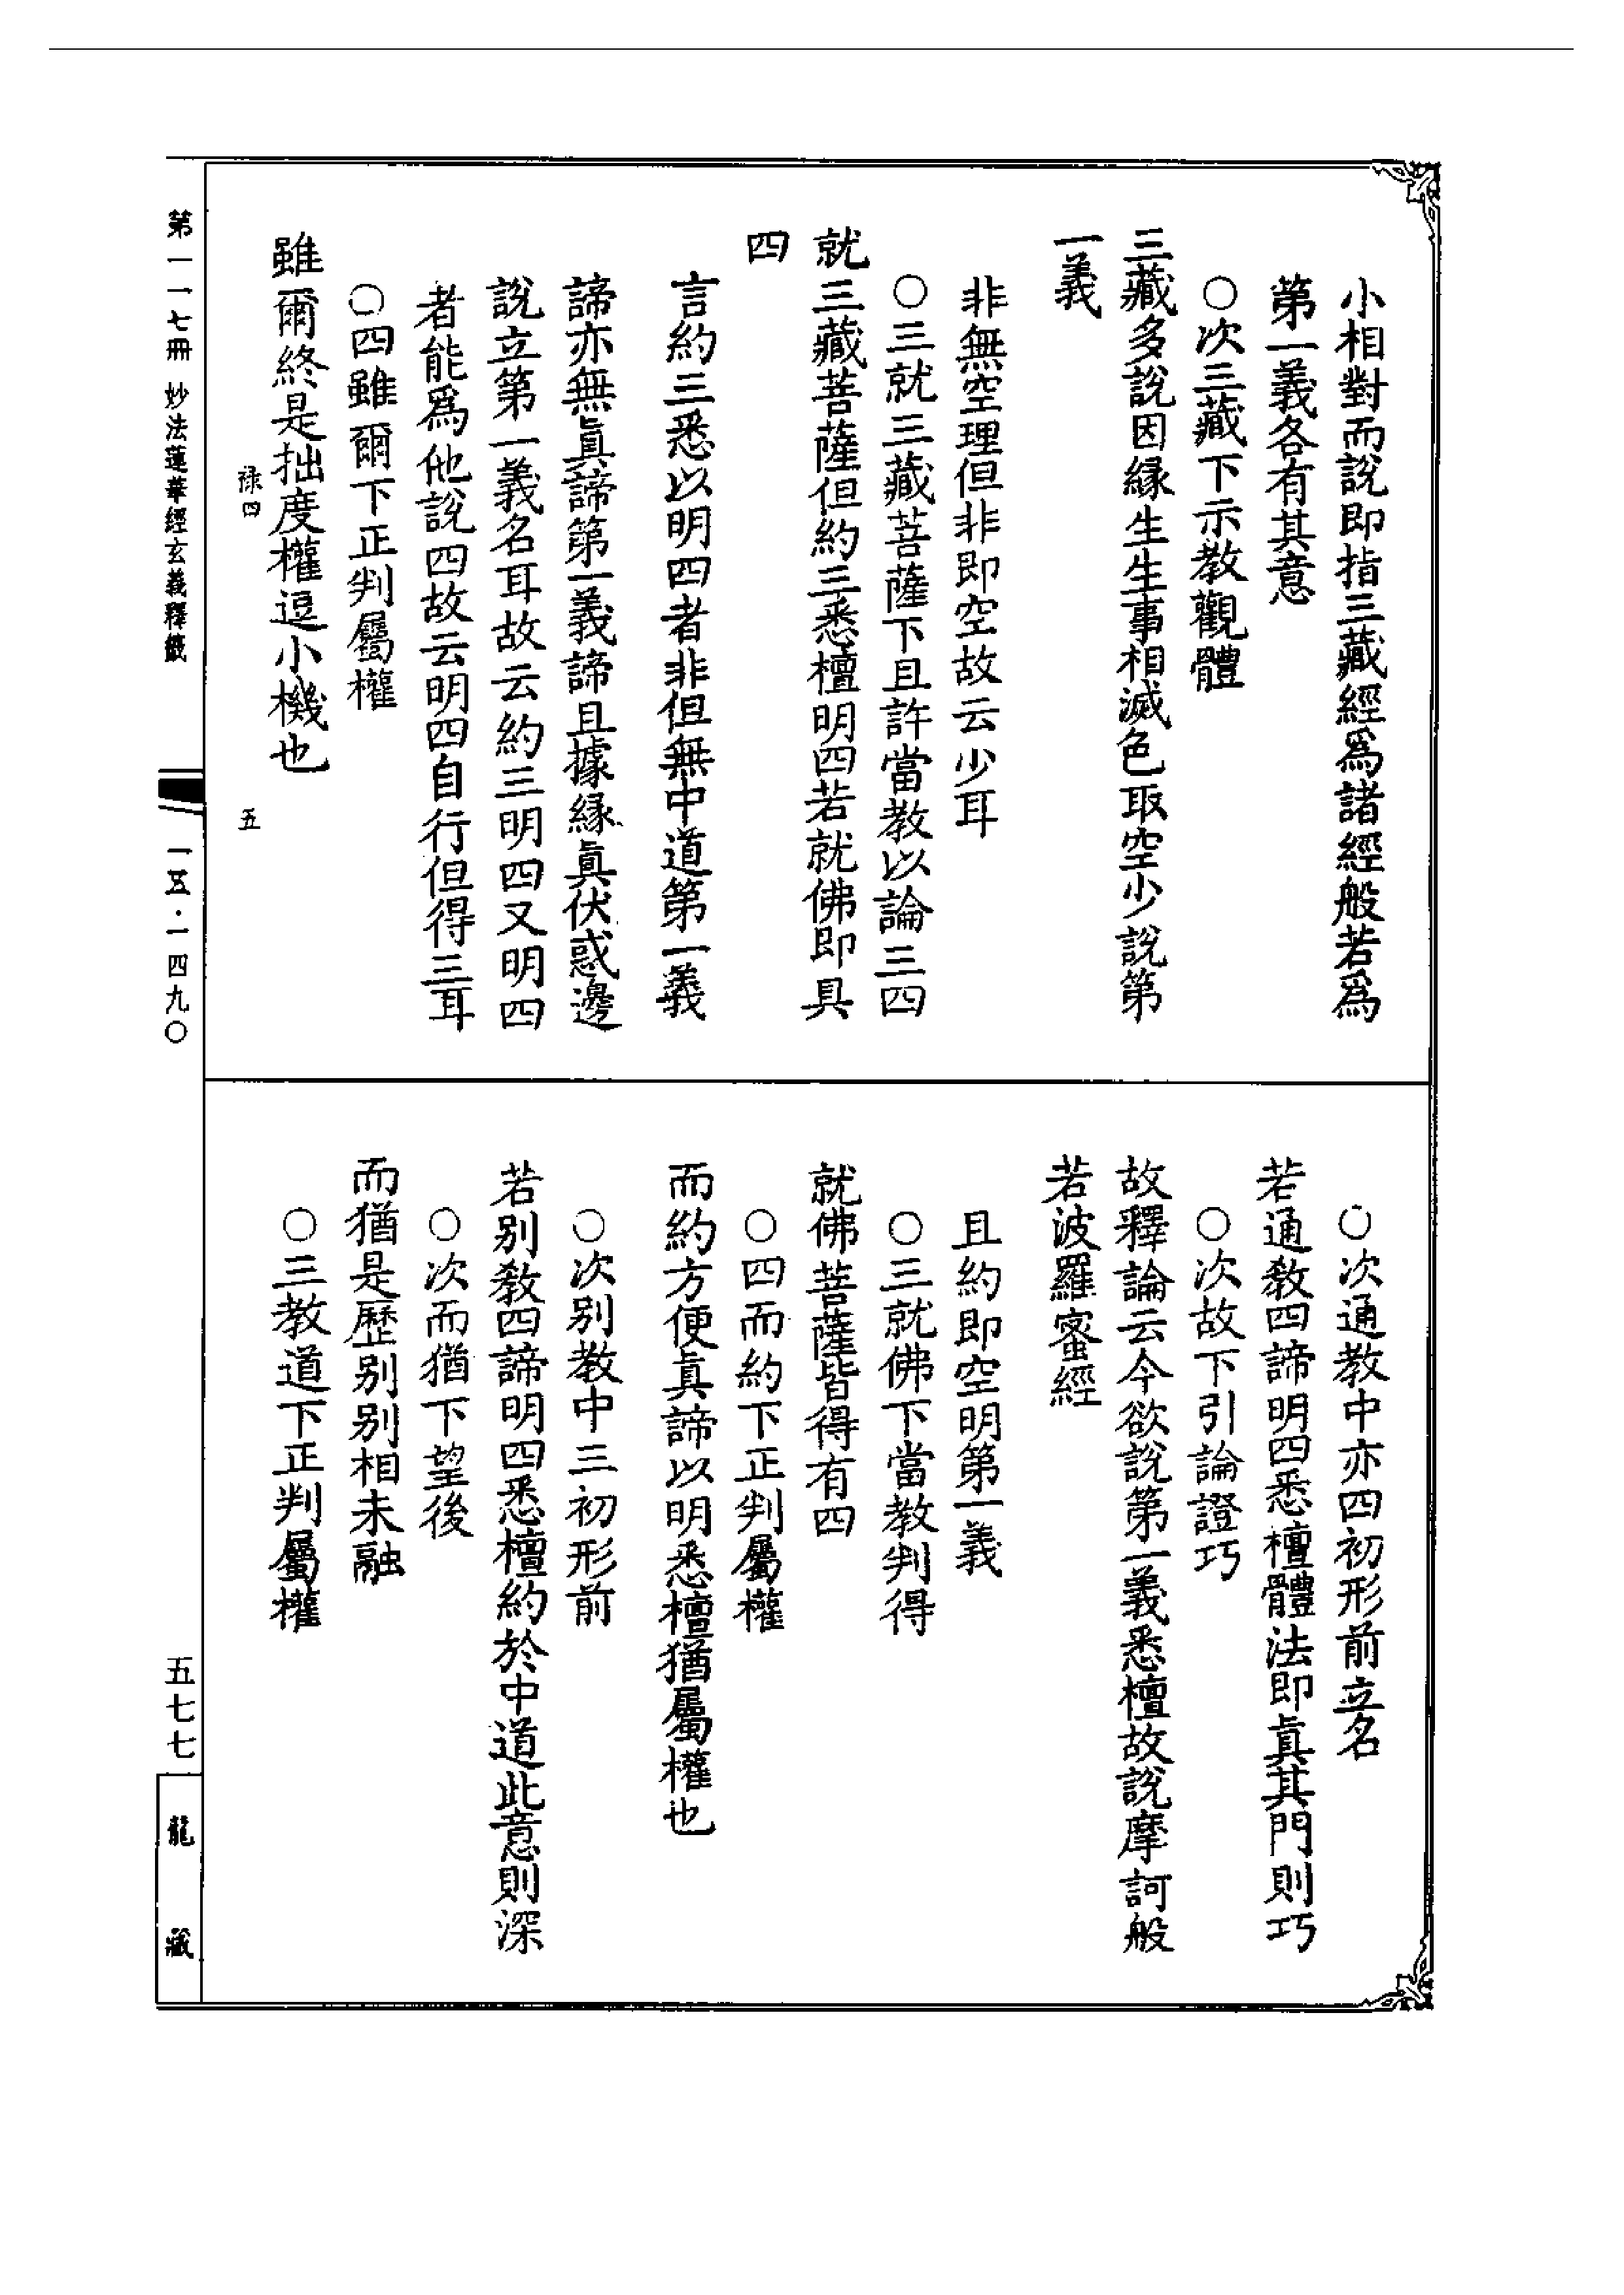 小相對而說即指三藏經爲諸經般若爲
第一義各有其意
○次三藏下示教觀體
三藏多說因緣生生事相滅色取空少說第
一義
非無空理但非即空故云少耳
○三就三藏菩薩下且許當教以論三四
就三藏菩薩但約三悉檀明四若就佛即具
四
言約三悉以明四者非但無中道第一義
諦亦無眞諦第一義諦且據緣眞伏惑邊
說立第一義名耳故云約三明四又明四
者能爲他說四故云明四自行但得三耳
○四雖爾下正判屬權
雖爾終是拙度權逗小機也
祿四 五
○次通教中亦四初形前立名
若通教四諦明四悉檀體法即眞其門則巧
○次故下引論證巧
故釋論云今欲說第一義悉檀故說摩訶般
若波羅蜜經
且約即空明第一義
○三就佛下當教判得
就佛菩薩皆得有四
○四而約下正判屬權
而約方便眞諦以明悉檀猶屬權也
○次別教中三初形前
若別教四諦明四悉檀約於中道此意則深
○次而猶下望後
而猶是歷別別相未融
○三教道下正判屬權
第一一七冊 妙法蓮華經玄義釋籤 一五·一四九〇 五七七 龍藏